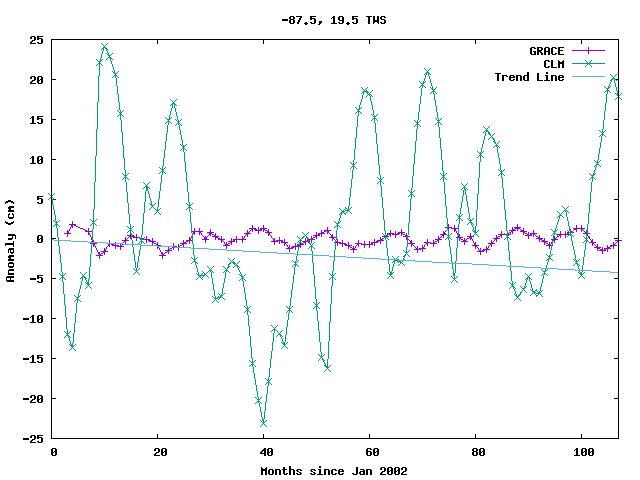 -87.5, 19.5 TWS
GRACE
CLM
Trend Line
25
20
15
10
5
0
-5
-10
-15
-20
-25
Anomaly (cm)
0 20 40 60 80 100
Months since Jan 2002